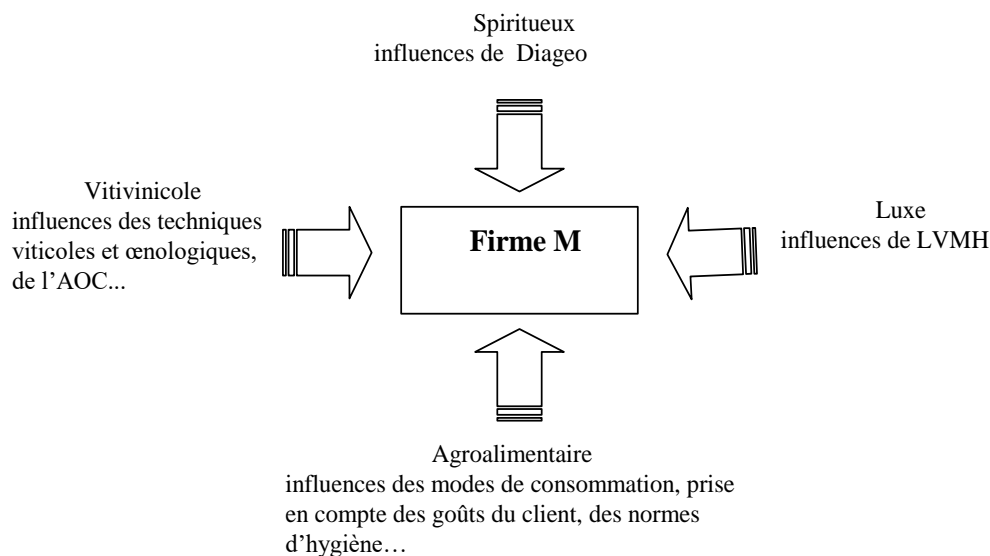 Spiritueux
influences de Diageo
Vitivinicole
influences des techniques
viticoles et œnologiques,
de l'AOC...
Firme M
Luxe
influences de LVMH
Agroalimentaire
influences des modes de consommation, prise
en compte des goûts du client, des normes
d'hygiène…